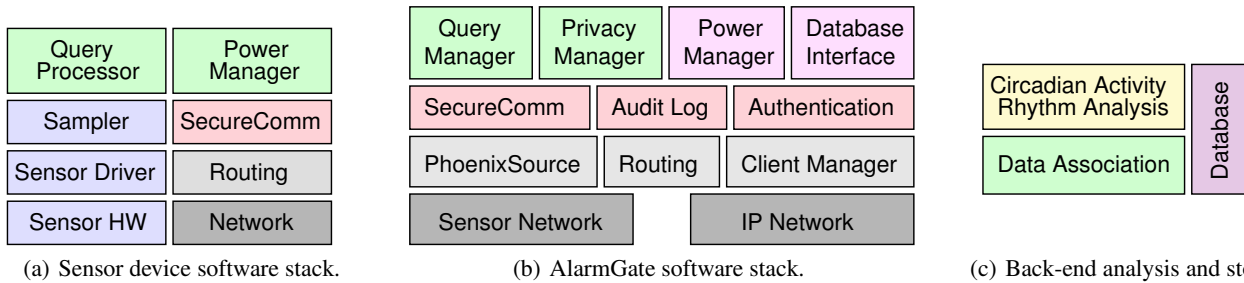 Query
Processor
Power
Manager
Sampler
SecureComm
Sensor Driver
Routing
Sensor HW
Network
(a) Sensor device software stack.
Query
Manager
Privacy
Manager
Power
Manager
Database
Interface
SecureComm
Audit Log
Authentication
PhoenixSource
Routing
Client Manager
Sensor Network
IP Network
(b) AlarmGate software stack.
Circadian Activity
Rhythm Analysis
Data Association
Database
(c) Back-end analysis and